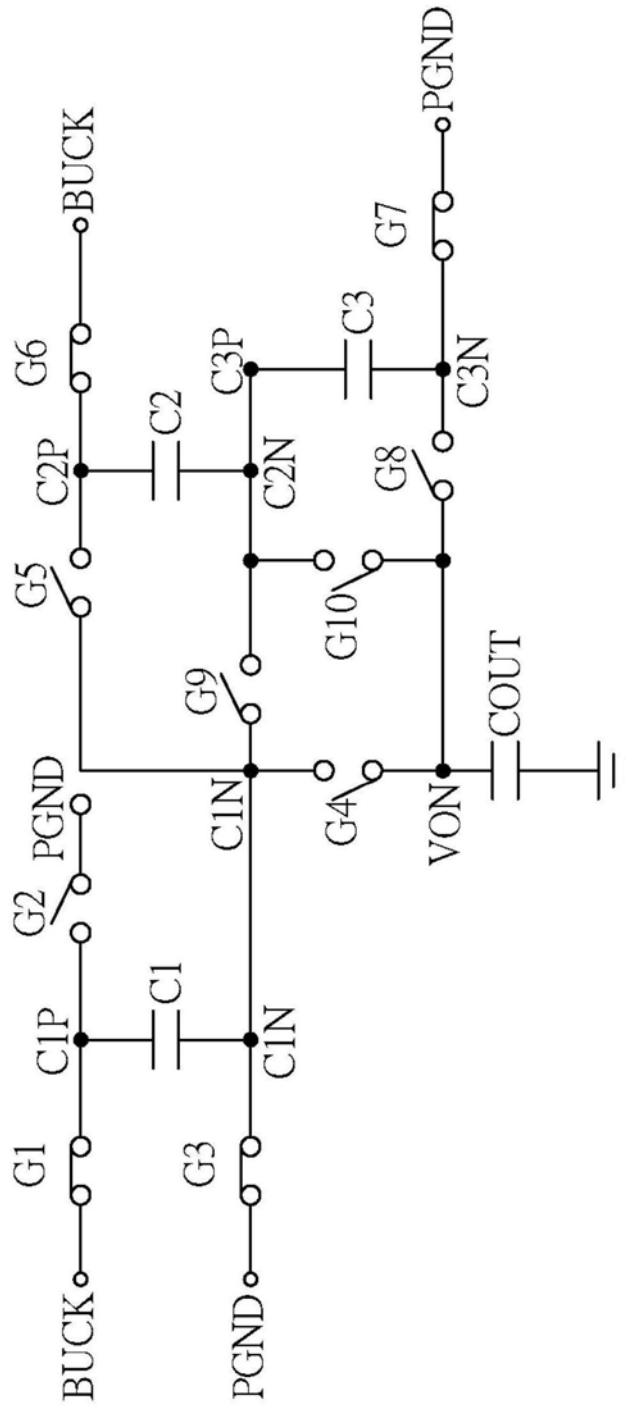 BUCK
G1
C1P
G2
PGND
G5
C2P
G6
BUCK
C1
C2
PGND
G3
C1N
C1N
G9
C2N
C3P
G4
G10
C3
VON
G8
C3N
G7
PGND
COUT